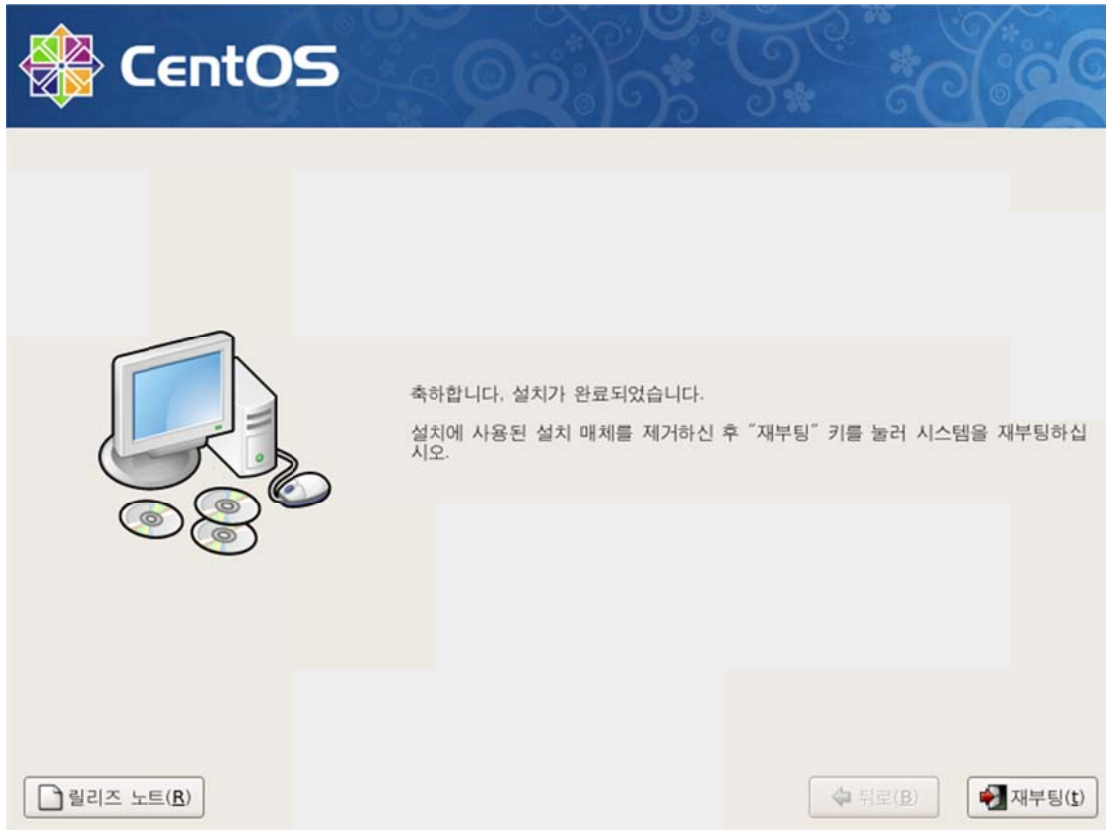 CentOS
축하합니다, 설치가 완료되었습니다.
설치에 사용된 설치 매체를 제거하신 후 "재부팅" 키를 눌러 시스템을 재부팅하십
시오.
릴리즈 노트(R)
뒤로(B)
재부팅(t)